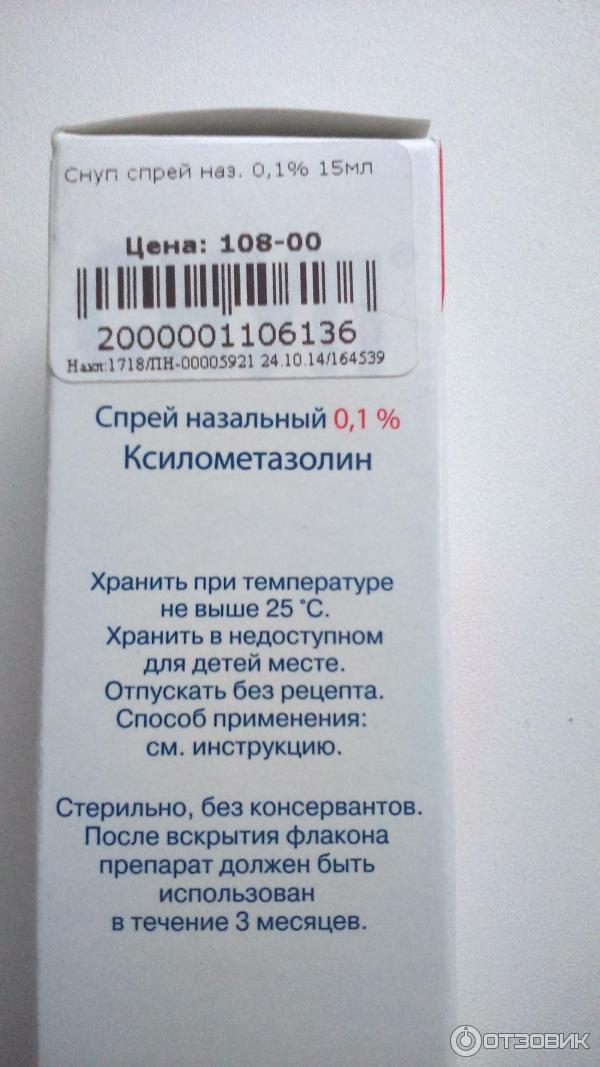 Снуп спрей наз. 0,1% 15мл
Цена: 108-00
2000001106136
Накл:1718/ПН-00005921 24.10.14/164539
Спрей назальный 0,1 %
Ксилометазолин
Хранить при температуре
не выше 25 °С.
Хранить в недоступном
для детей месте.
Отпускать без рецепта.
Способ применения:
см. инструкцию.
Стерильно, без консервантов.
После вскрытия флакона
препарат должен быть
использован
в течение 3 месяцев.
ОТЗОВИК